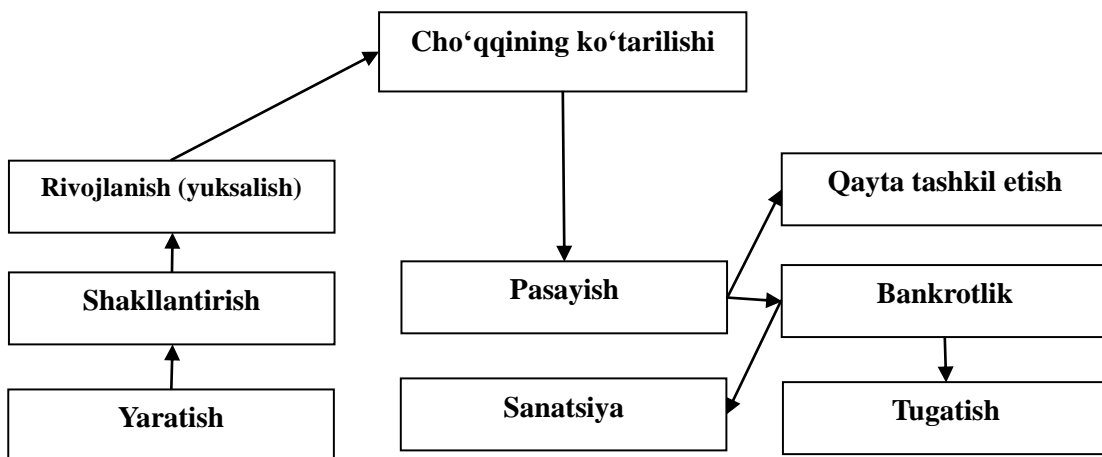 Cho‘qqining ko‘tarilishi
Rivojlanish (yuksalish)
Qayta tashkil etish
Shakllantirish
Pasayish
Bankrotlik
Yaratish
Sanatsiya
Tugatish